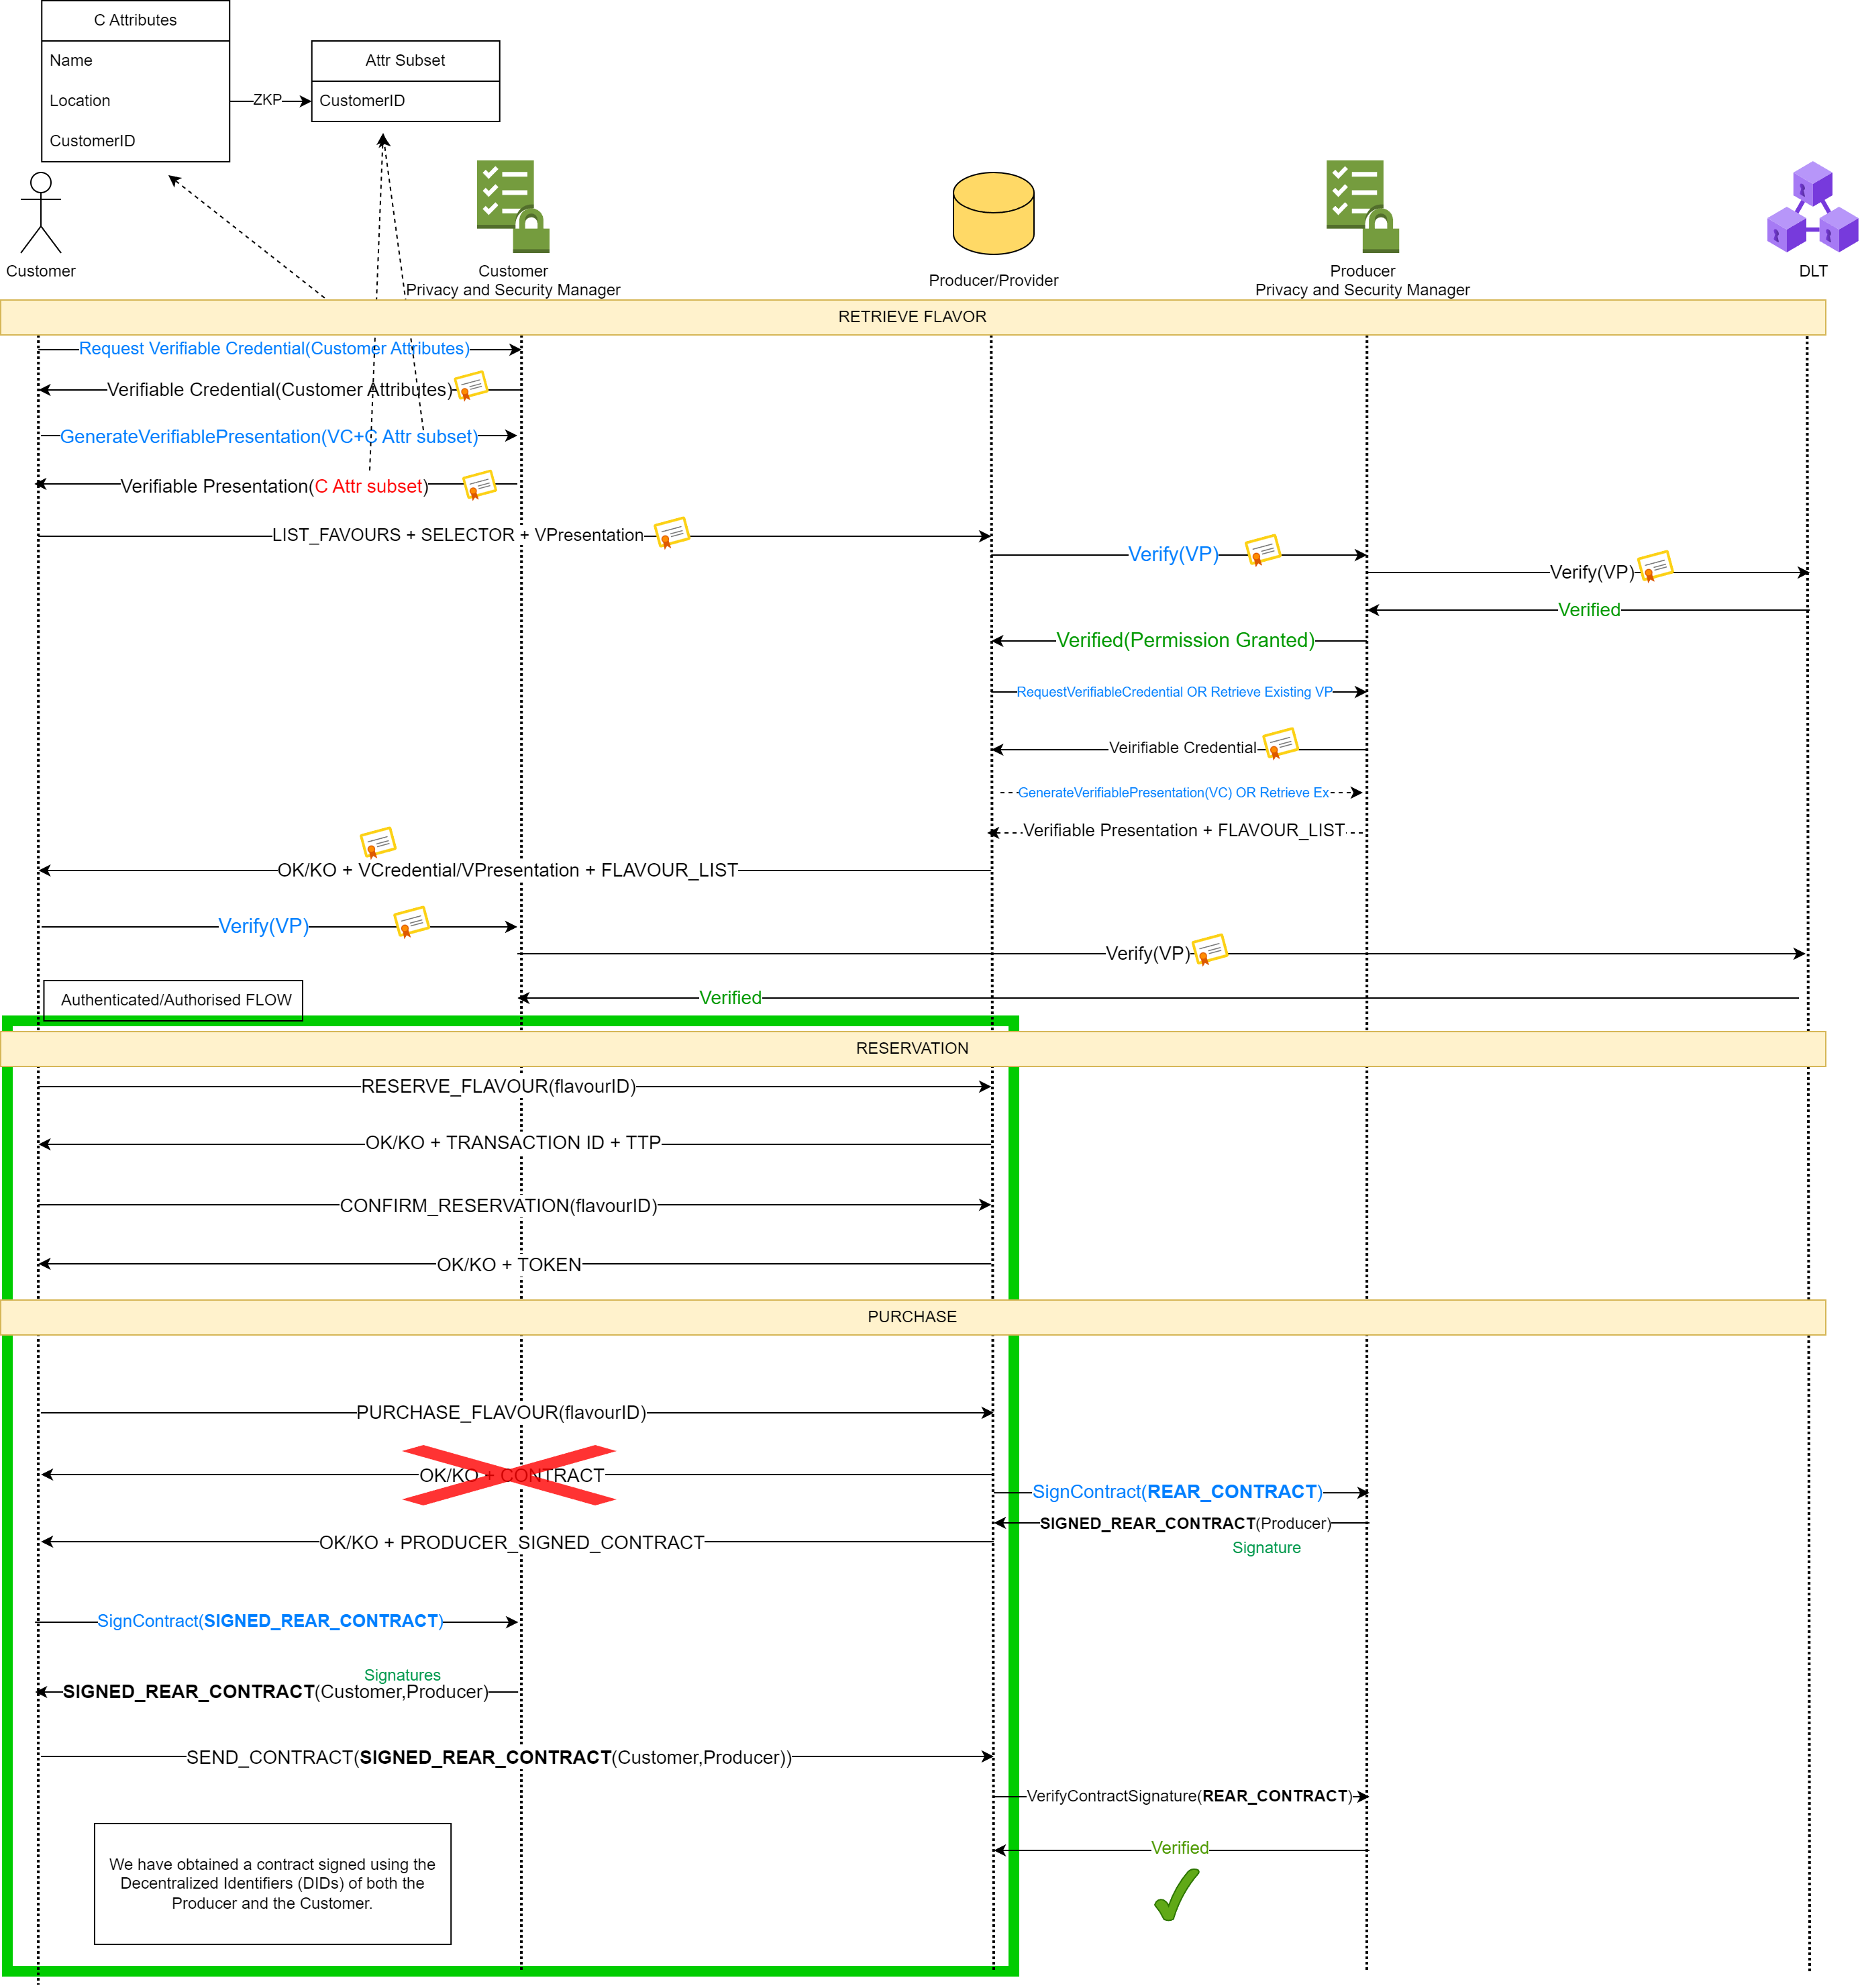 C Attributes
Name
Location
CustomerID
ZKP
Attr Subset
CustomerID
Customer
Customer
Privacy and Security Manager
Producer/Provider
Producer
Privacy and Security Manager
DLT
RETRIEVE FLAVOR
Request Verifiable Credential(Customer Attributes)
Verifiable Credential(Customer Attributes)
GenerateVerifiablePresentation(VC+C Attr subset)
Verifiable Presentation(C Attr subset)
LIST_FAVOURS + SELECTOR + VPresentation
Verify(VP)
Verify(VP)
Verified
Verified(Permission Granted)
RequestVerifiableCredential OR Retrieve Existing VP
Veirifiable Credential
GenerateVerifiablePresentation(VC) OR Retrieve Ex
Verifiable Presentation + FLAVOUR_LIST
OK/KO + VCredential/VPresentation + FLAVOUR_LIST
Verify(VP)
Verify(VP)
Verified
Authenticated/Authorised FLOW
RESERVATION
RESERVE_FLAVOUR(flavourID)
OK/KO + TRANSACTION ID + TTP
CONFIRM_RESERVATION(flavourID)
OK/KO + TOKEN
PURCHASE
PURCHASE_FLAVOUR(flavourID)
OK/KO + CONTRACT
SignContract(REAR_CONTRACT)
SIGNED_REAR_CONTRACT(Producer)
Signature
OK/KO + PRODUCER_SIGNED_CONTRACT
SignContract(SIGNED_REAR_CONTRACT)
Signatures
SIGNED_REAR_CONTRACT(Customer,Producer)
SEND_CONTRACT(SIGNED_REAR_CONTRACT(Customer,Producer))
VerifyContractSignature(REAR_CONTRACT)
Verified
We have obtained a contract signed using the
Decentralized Identifiers (DIDs) of both the
Producer and the Customer.